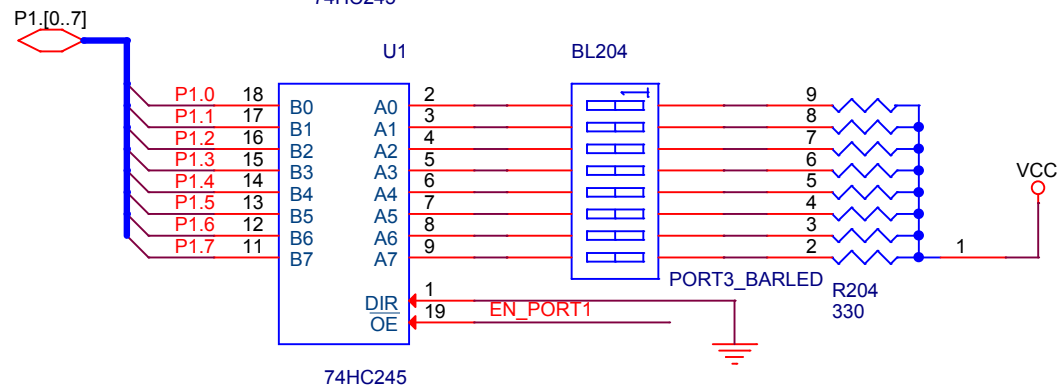 74HC245
P1.[0..7]
U1 BL204
P1.0 18 B0 A0 2 9
P1.1 17 B1 A1 3 8
P1.2 16 B2 A2 4 7
P1.3 15 B3 A3 5 6
P1.4 14 B4 A4 6 5
P1.5 13 B5 A5 7 4
P1.6 12 B6 A6 8 3
P1.7 11 B7 A7 9 2 1
VCC
PORT3_BARLED
R204
330
DIR 1
OE 19 EN_PORT1
74HC245